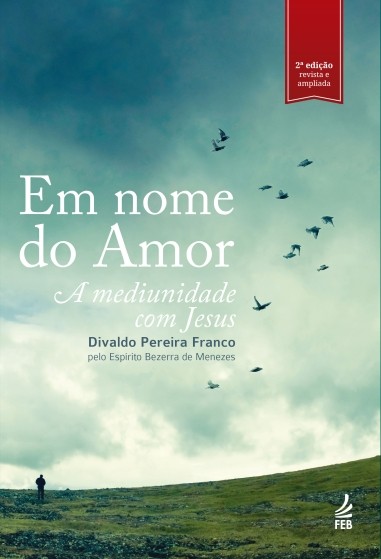 2ª edição
revista e
ampliada
Em nome
do Amor
A mediunidade
com Jesus
Divaldo Pereira Franco
pelo Espírito Bezerra de Menezes
FEB